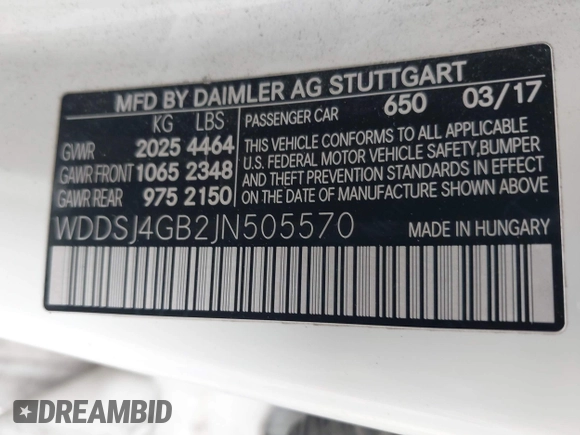 MFD BY DAIMLER AG STUTTGART
KG LBS PASSENGER CAR 650 03/17
GVWR 2025 4464
GAWR FRONT 1065 2348
GAWR REAR 975 2150
THIS VEHICLE CONFORMS TO ALL APPLICABLE
U.S. FEDERAL MOTOR VEHICLE SAFETY, BUMPER
AND THEFT PREVENTION STANDARDS IN EFFECT
ON THE DATE OF MANUFACTURE SHOWN ABOVE.
WDDSJ4GB2JN505570 MADE IN HUNGARY
DREAMBID